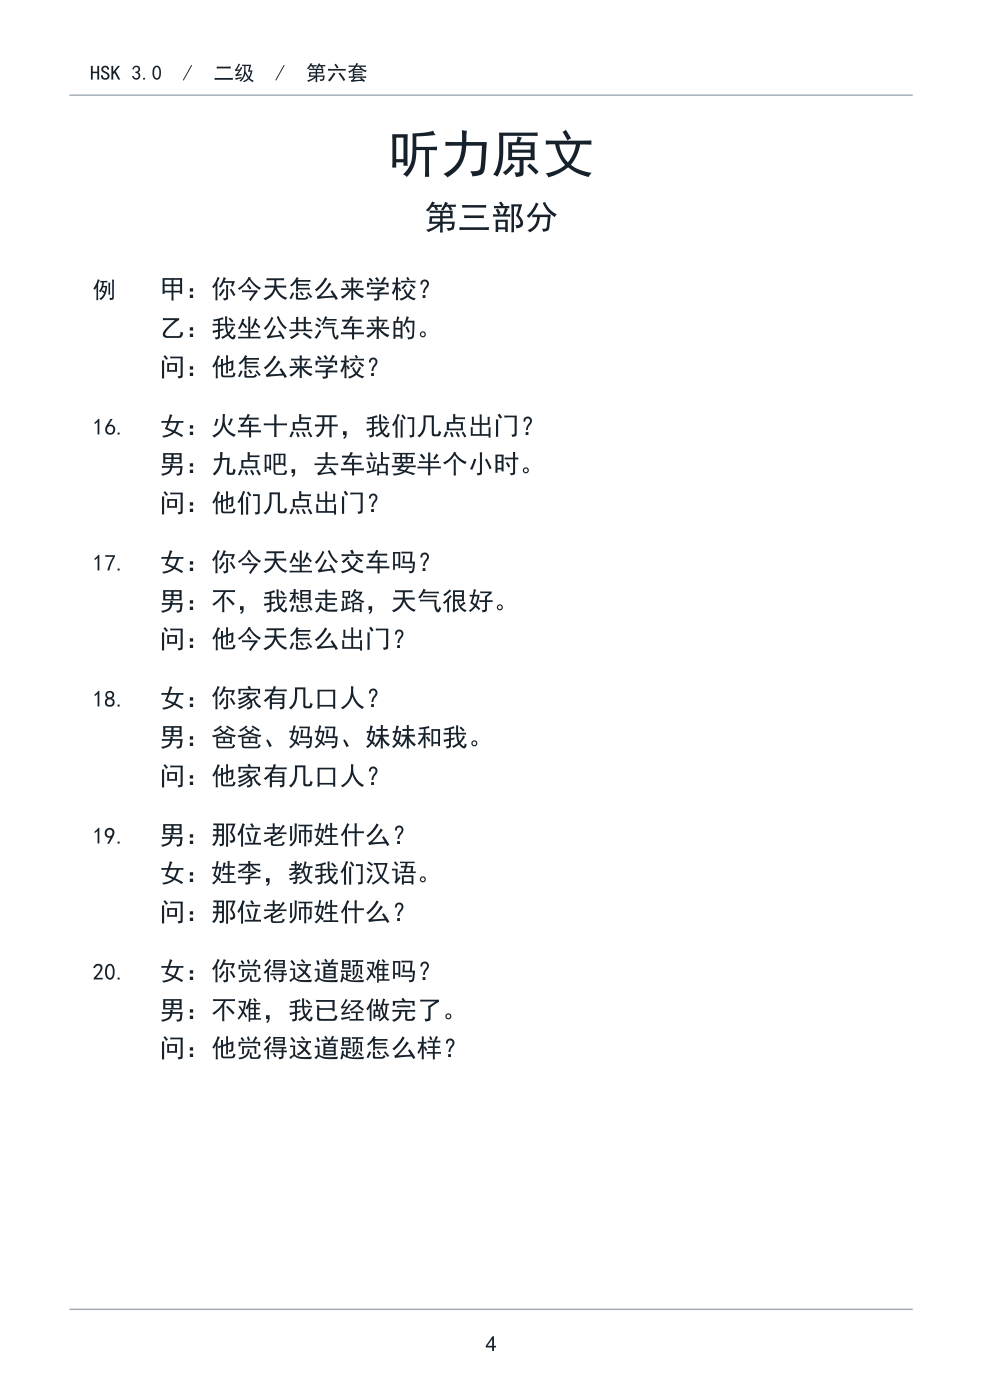 HSK 3.0 / 二级 / 第六套
听力原文
第三部分
例 甲：你今天怎么来学校？
乙：我坐公共汽车来的。
问：他怎么来学校？
16. 女：火车十点开，我们几点出门？
男：九点吧，去车站要半个小时。
问：他们几点出门？
17. 女：你今天坐公交车吗？
男：不，我想走路，天气很好。
问：他今天怎么出门？
18. 女：你家有几口人？
男：爸爸、妈妈、妹妹和我。
问：他家有几口人？
19. 男：那位老师姓什么？
女：姓李，教我们汉语。
问：那位老师姓什么？
20. 女：你觉得这道题难吗？
男：不难，我已经做完了。
问：他觉得这道题怎么样？
4